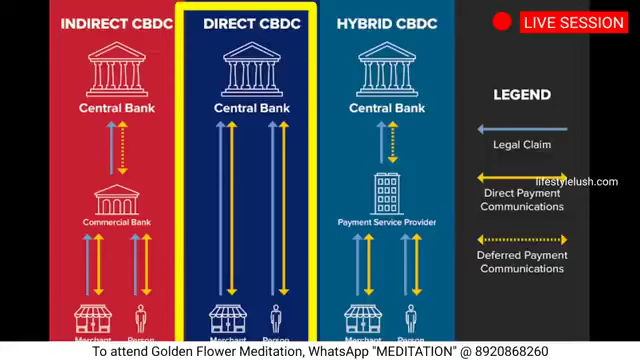 INDIRECT CBDC
DIRECT CBDC
HYBRID CBDC
LIVE SESSION
Central Bank
Central Bank
Central Bank
LEGEND
Legal Claim
lifestylelush.com
Direct Payment
Communications
Commercial Bank
Payment Service Provider
Deferred Payment
Communications
Merchant
Person
Merchant
Person
Merchant
Person
To attend Golden Flower Meditation, WhatsApp "MEDITATION" @ 8920868260